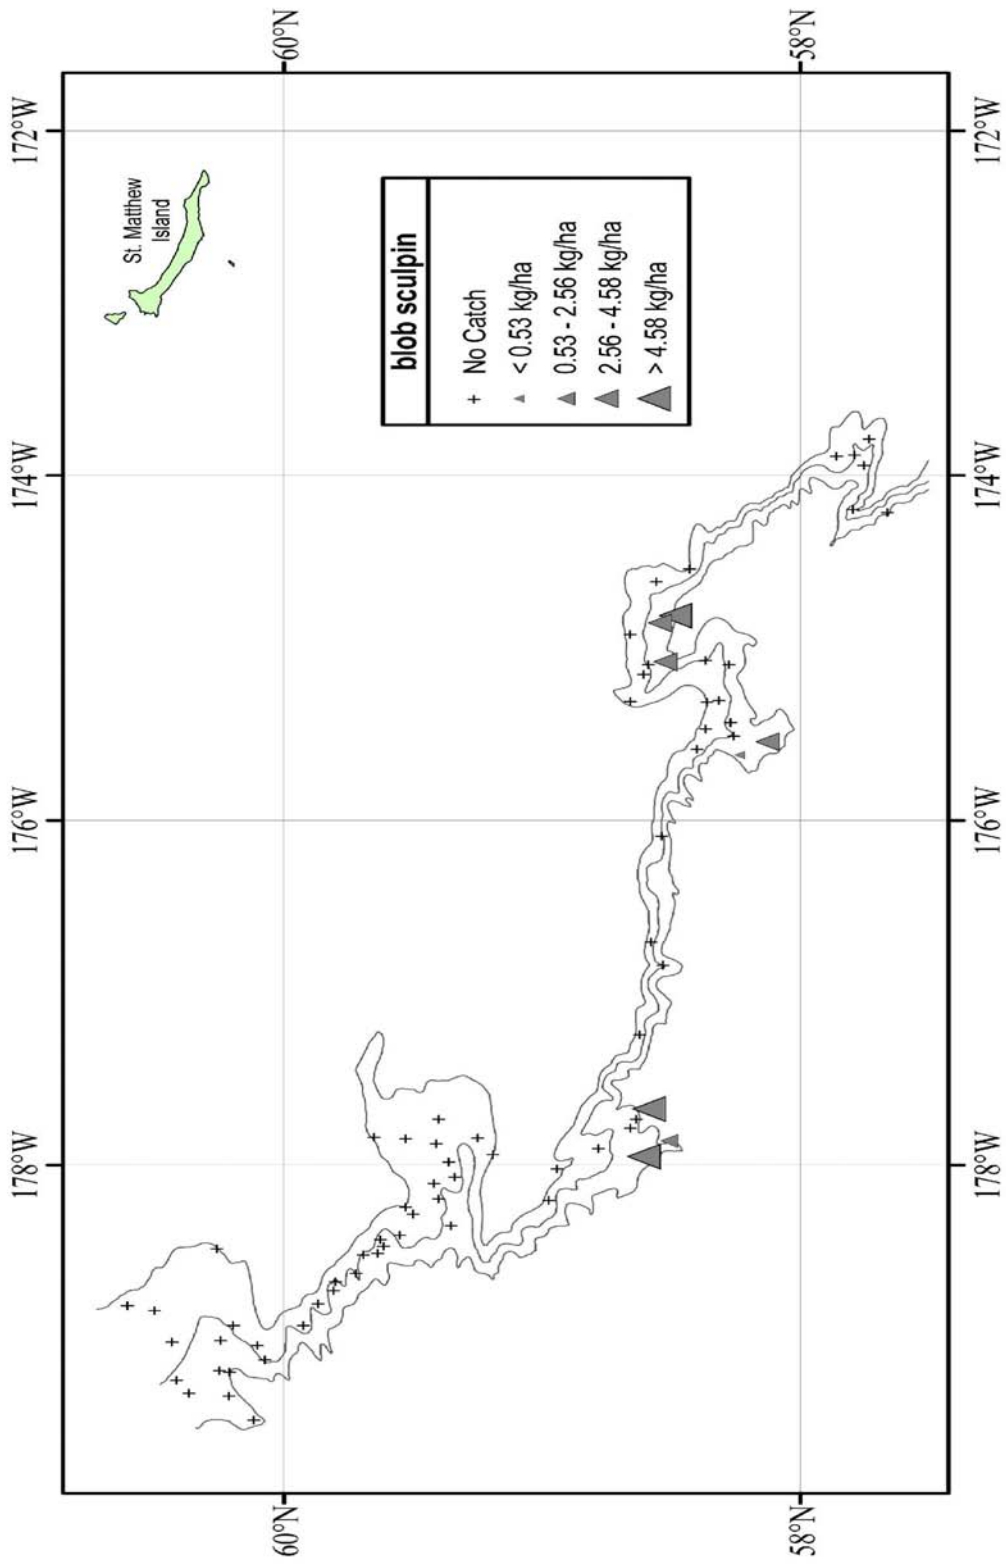 172°W
174°W
176°W
178°W
60°N
58°N
St. Matthew
Island
blob sculpin
No Catch
< 0.53 kg/ha
0.53 - 2.56 kg/ha
2.56 - 4.58 kg/ha
> 4.58 kg/ha
60°N
58°N
172°W
174°W
176°W
178°W